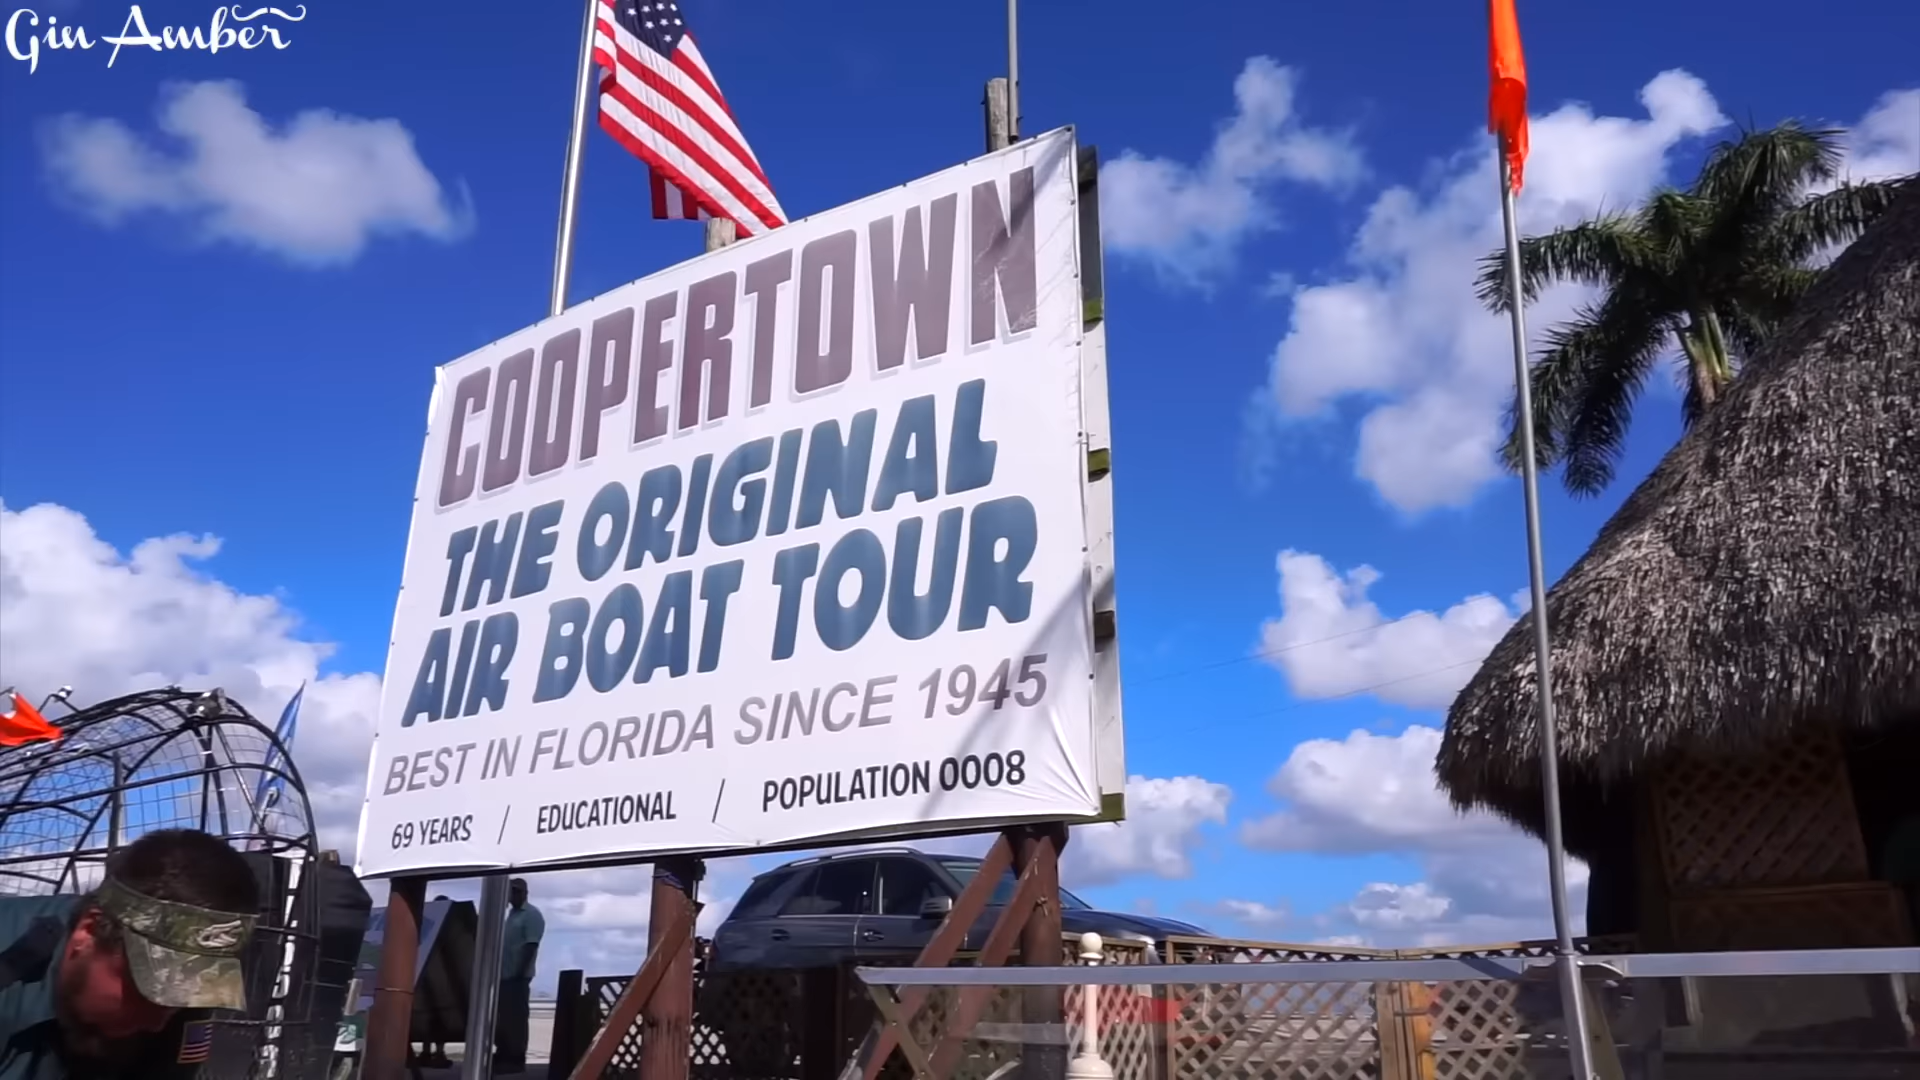 Gin Amber
COOPERTOWN
THE ORIGINAL
AIR BOAT TOUR
BEST IN FLORIDA SINCE 1945
69 YEARS / EDUCATIONAL / POPULATION 0008